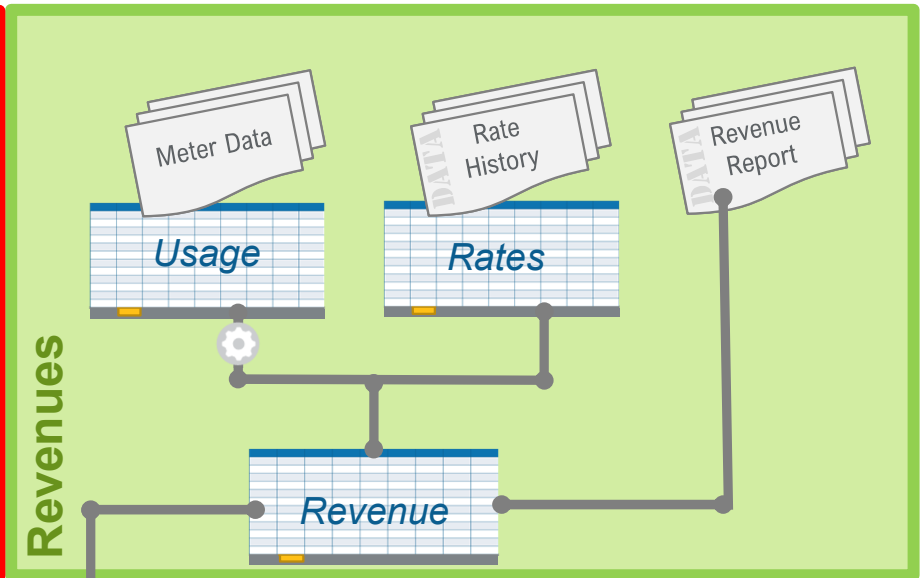 Meter Data
DATA
Rate
History
DATA
Revenue
Report
Usage
Rates
Revenues
Revenue